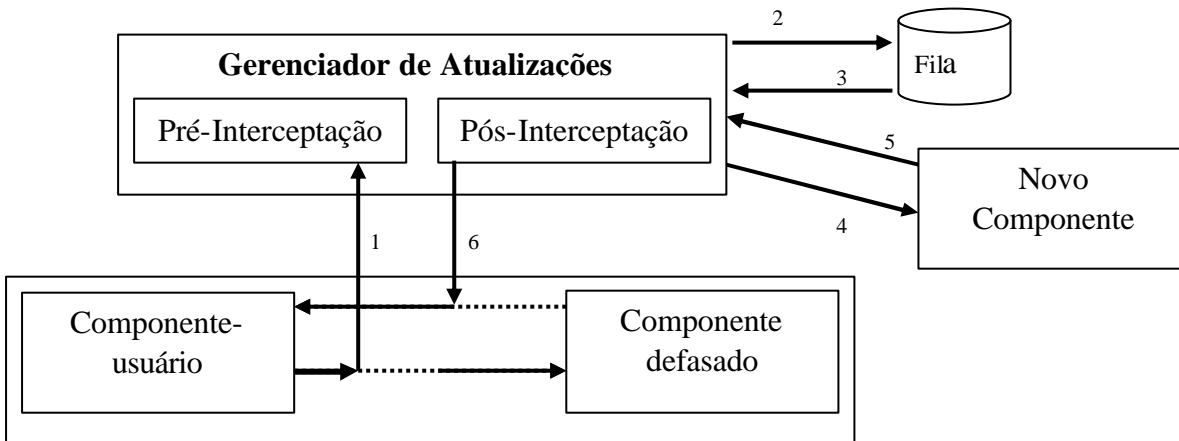 2
Gerenciador de Atualizações
Fila
3
Pré-Interceptação
Pós-Interceptação
5
Novo
Componente
4
1
6
Componente-
usuário
Componente
defasado